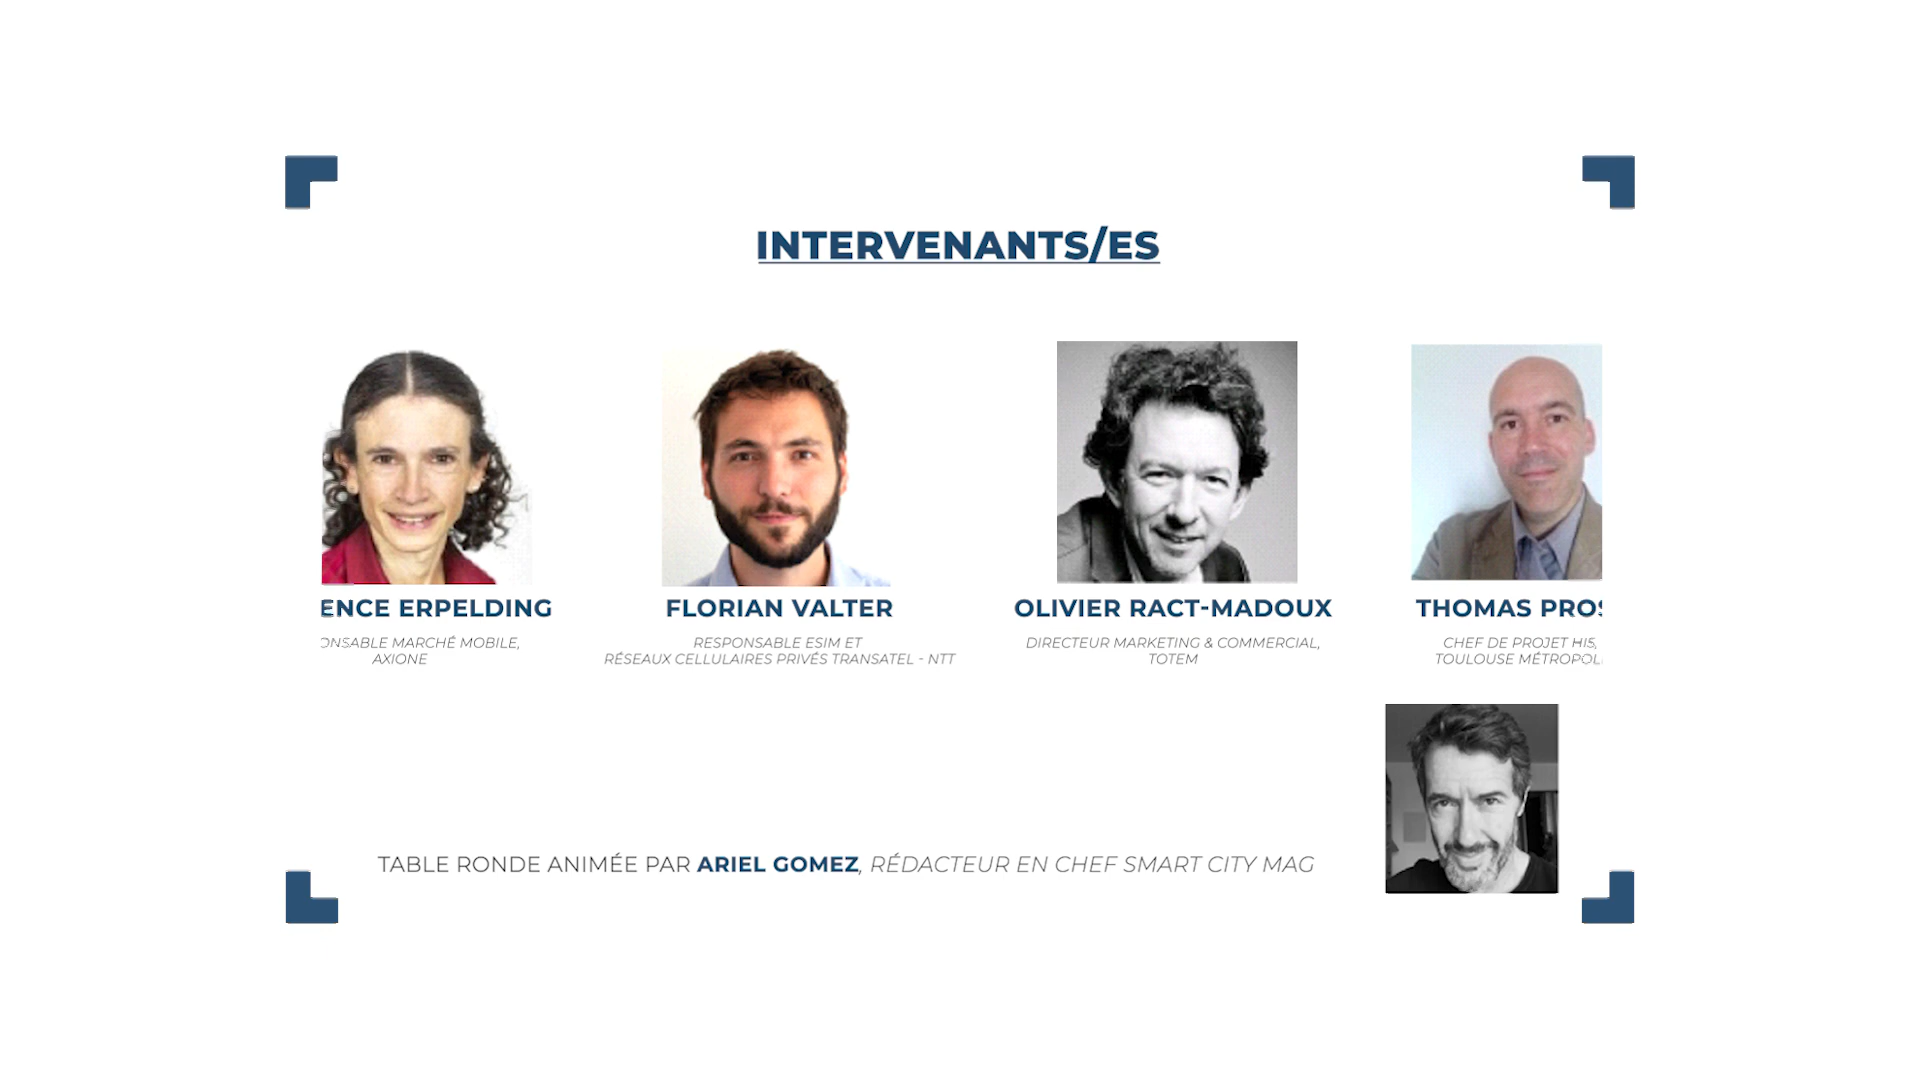 INTERVENANTS/ES
ENCE ERPELDING
ONSABLE MARCHÉ MOBILE,
AXIONE
FLORIAN VALTER
RESPONSABLE ESIM ET
RÉSEAUX CELLULAIRES PRIVÉS TRANSATEL - NTT
OLIVIER RACT-MADOUX
DIRECTEUR MARKETING & COMMERCIAL,
TOTEM
THOMAS PROS
CHEF DE PROJET HIS,
TOULOUSE MÉTROPOL
TABLE RONDE ANIMÉE PAR ARIEL GOMEZ, RÉDACTEUR EN CHEF SMART CITY MAG